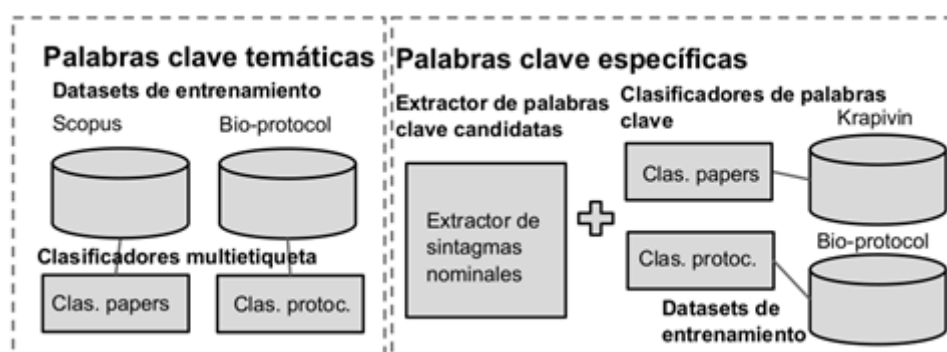 Palabras clave temáticas
Datasets de entrenamiento
Scopus
Bio-protocol
Clasificadores multietiqueta
Clas. papers
Clas. protoc.
Palabras clave específicas
Extractor de palabras
clave candidatas
Extractor de
sintagmas
nominales
Clasificadores de palabras
clave
Krapivin
Clas. papers
Bio-protocol
Clas. protoc.
Datasets de
entrenamiento